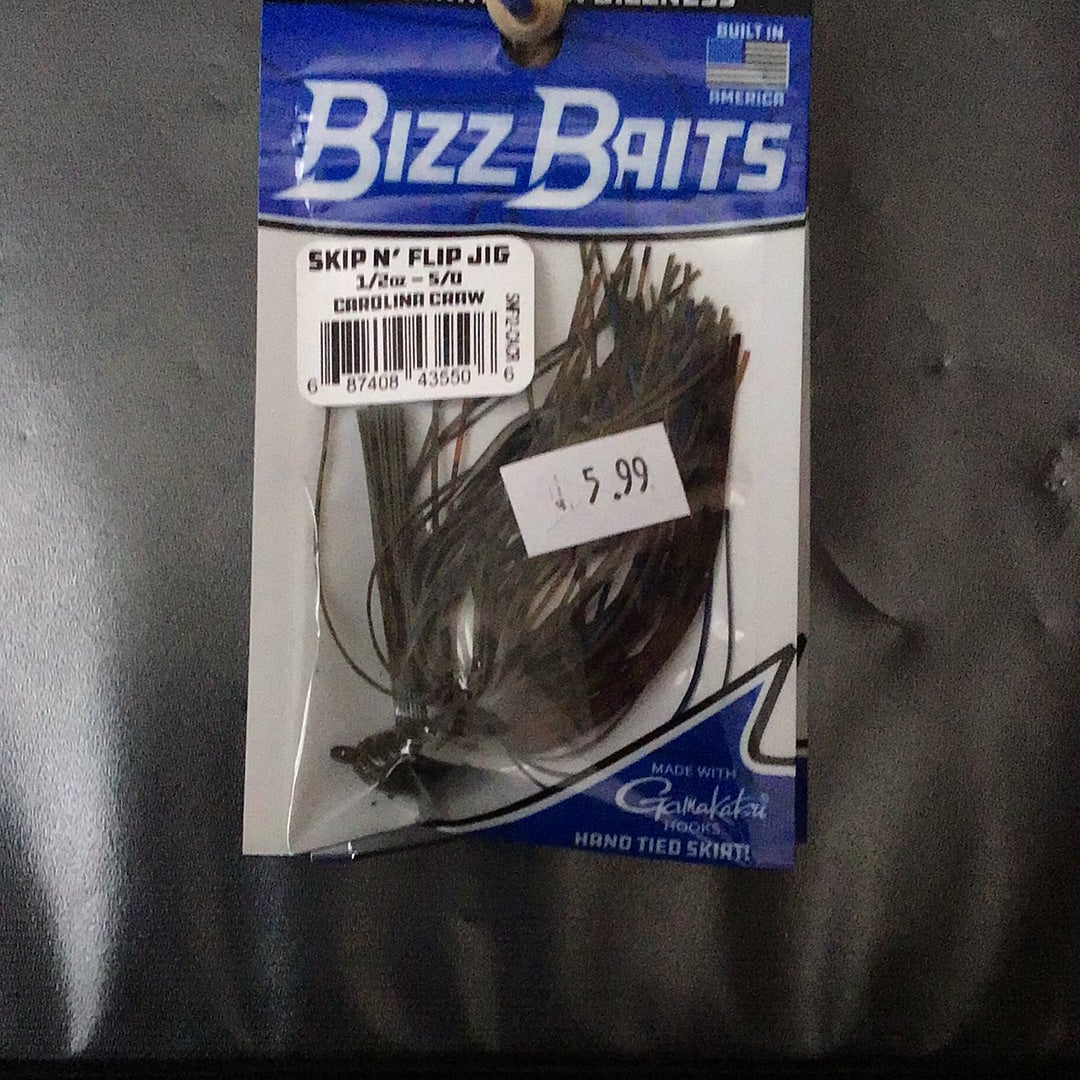 BUILT IN
AMERICA
BIZZ BAITS
SKIP N' FLIP JIG
1/2oz - 5/0
CAROLINA CRAW
6 87408 43550 6
5.99
MADE WITH
Gamakatsu
HOOKS
HAND TIED SKIRT!